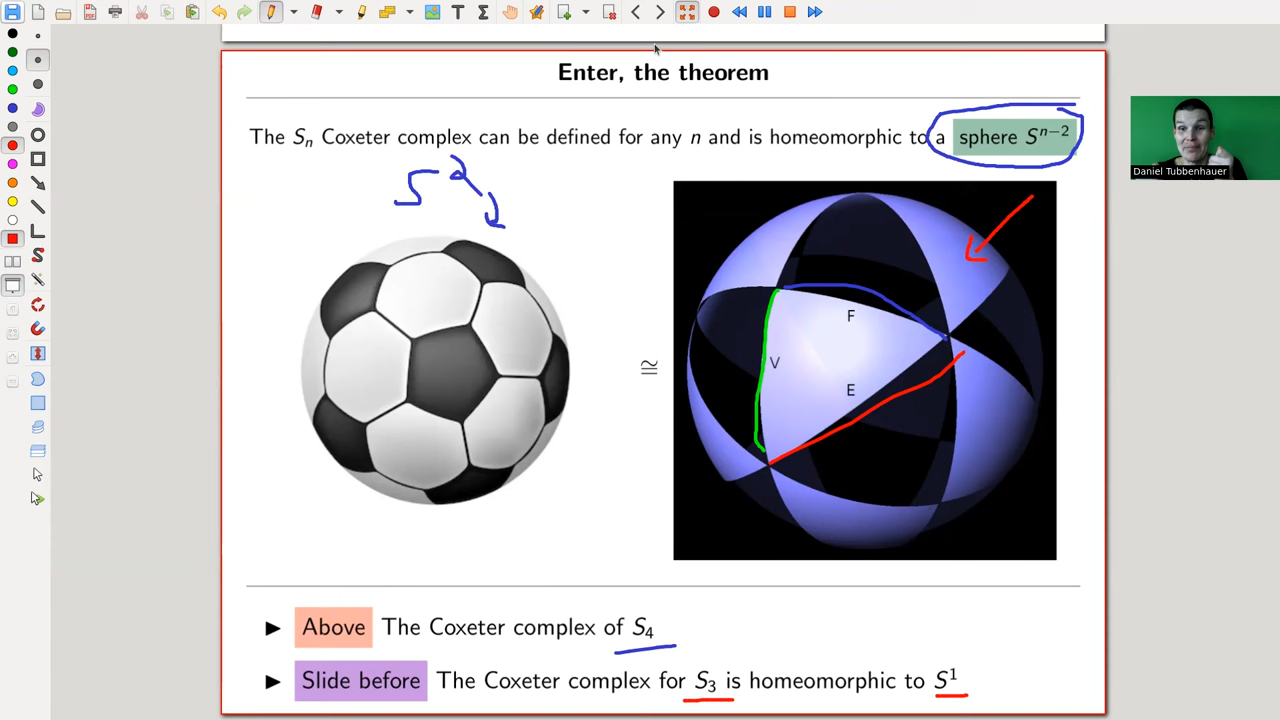 Enter, the theorem
The Sₙ Coxeter complex can be defined for any n and is homeomorphic to a sphere Sⁿ⁻²
S²
≅
F
V
E
► Above The Coxeter complex of S₄
► Slide before The Coxeter complex for S₃ is homeomorphic to S¹
Daniel Tubbenhauer